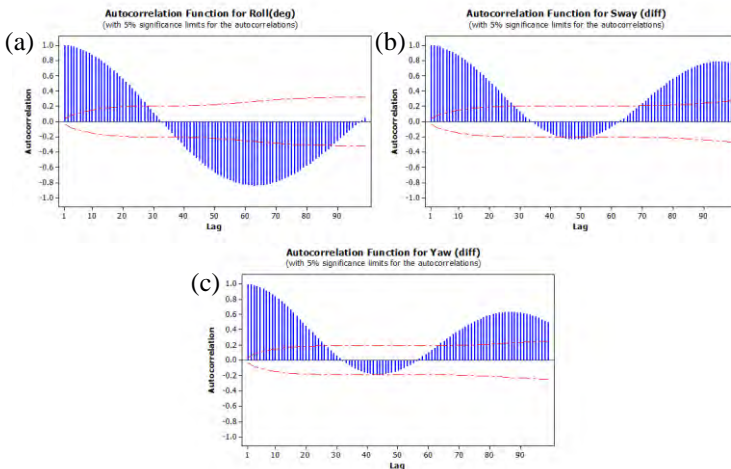 (a)
Autocorrelation Function for Roll(deg)
(with 5% significance limits for the autocorrelations)
Autocorrelation
1.0
0.8
0.6
0.4
0.2
0.0
-0.2
-0.4
-0.6
-0.8
-1.0
1 10 20 30 40 50 60 70 80 90
Lag
(b)
Autocorrelation Function for Sway (diff)
(with 5% significance limits for the autocorrelations)
Autocorrelation
1.0
0.8
0.6
0.4
0.2
0.0
-0.2
-0.4
-0.6
-0.8
-1.0
1 10 20 30 40 50 60 70 80 90
Lag
(c)
Autocorrelation Function for Yaw (diff)
(with 5% significance limits for the autocorrelations)
Autocorrelation
1.0
0.8
0.6
0.4
0.2
0.0
-0.2
-0.4
-0.6
-0.8
-1.0
1 10 20 30 40 50 60 70 80 90
Lag